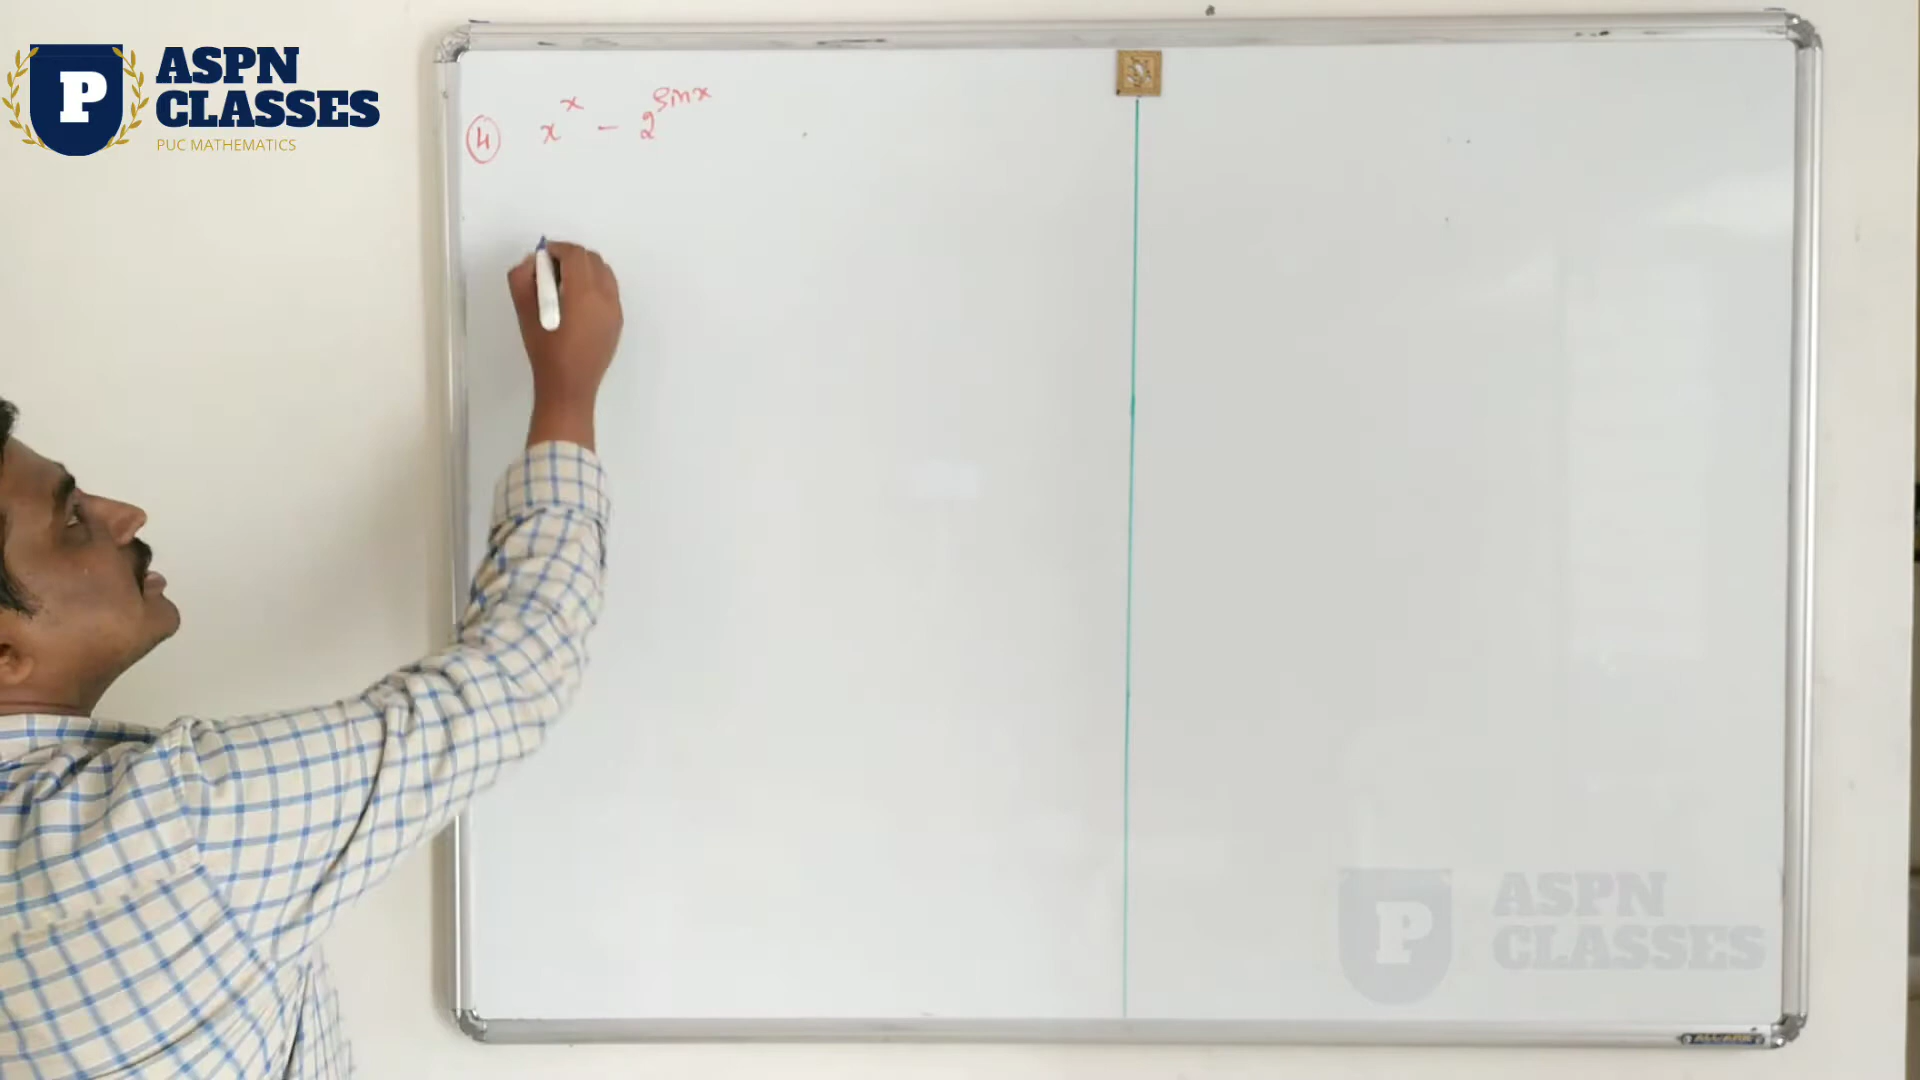 P
ASPN
CLASSES
PUC MATHEMATICS
④ x^x - 2^sinx
P
ASPN
CLASSES